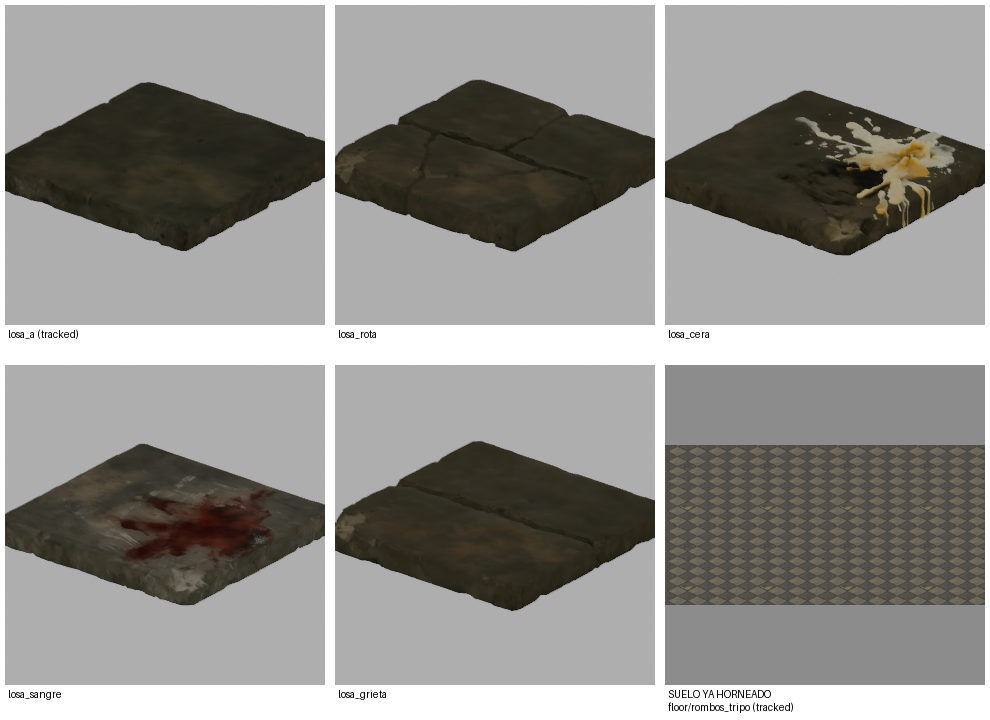 losa_a (tracked)
losa_rota
losa_cera
losa_sangre
losa_grieta
SUELO YA HORNEADO
floor/rombos_tripo (tracked)